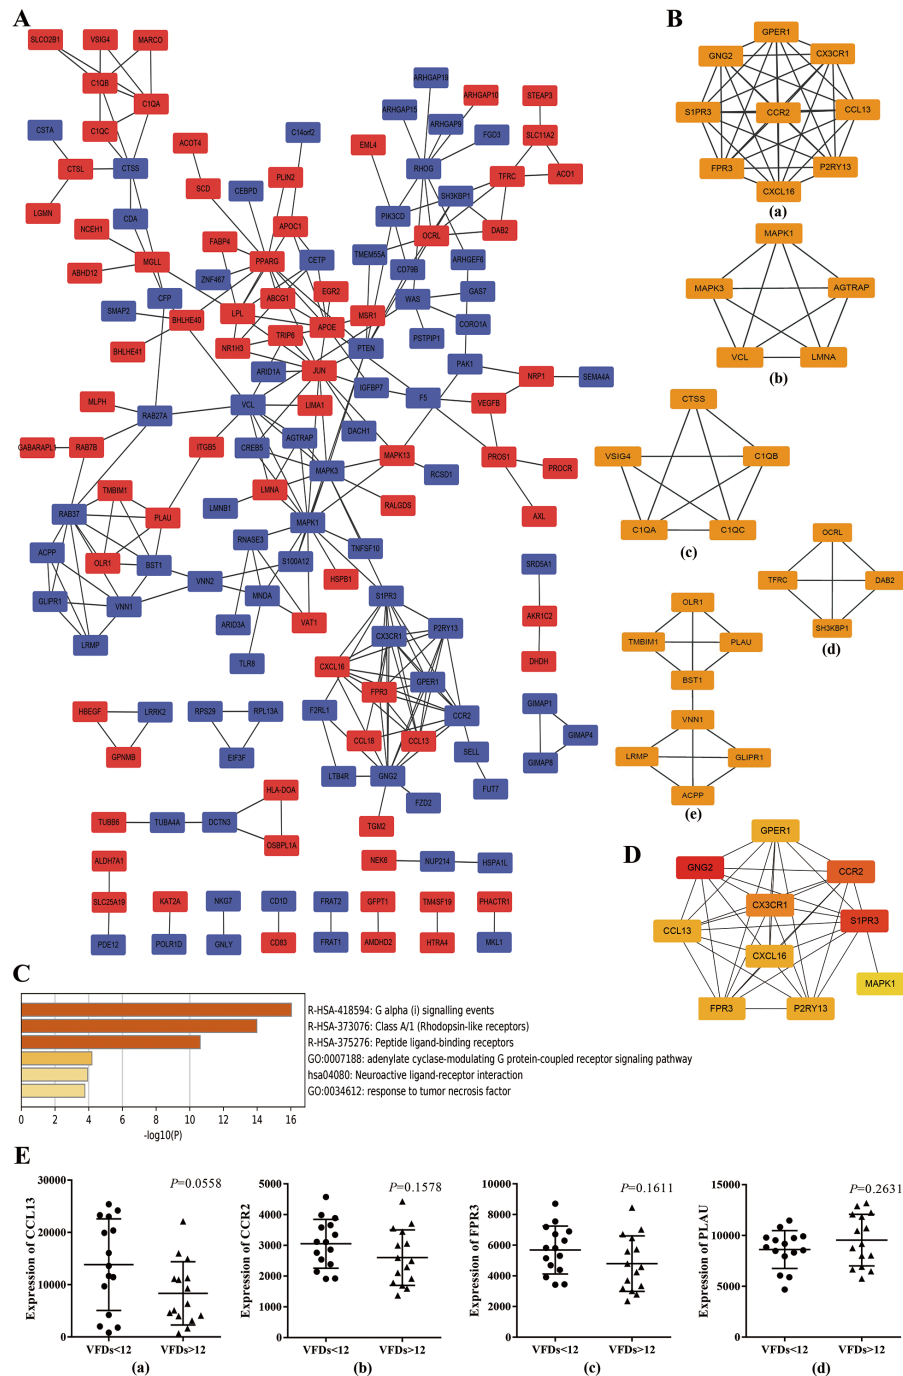 A
SLCO2B1 VSIG4 MARCO
C1QB
C1QA
C1QC
CSTA
CTSL CTSS
LGMN
CDA
NCEH1
MGLL
ABHD12
CFP
SMAP2
BHLHE40
BHLHE41
ACOT4
C14orf2
SCD
CEBPD
PLIN2
APOC1
FABP4
PPARG
CETP
ZNF467
ABCG1
EGR2
LPL
APOE
MSR1
TRIP6
NR1H3
PTEN
JUN
ARID1A
IGFBP7
ARHGAP19
ARHGAP15
ARHGAP10
ARHGAP9
FGD3
EML4
RHOG
STEAP3
SLC11A2
TFRC
ACO1
SH3KBP1
PIK3CD
OCRL
DAB2
TMEM55A
CD79B
ARHGEF6
WAS
GAS7
CORO1A
PSTPIP1
PAK1
NRP1
SEMA4A
F5
VEGFB
MLPH
RAB27A
VCL
LIMA1
GABARAPL1
RAB7B
ITGB5
CREB5
AGTRAP
DACH1
MAPK13
PROS1
PROCR
MAPK3
RCSD1
AXL
TMBIM1
LMNA
LMNB1
RALGDS
RAB37
PLAU
MAPK1
ACPP
OLR1
BST1
RNASE3
S100A12
TNFSF10
SRD5A1
GLIPR1
VNN1
VNN2
MNDA
HSPB1
S1PR3
AKR1C2
LRMP
ARID3A
VAT1
CX3CR1
P2RY13
DHDH
TLR8
CXCL16
GPER1
FPR3
HBEGF LRRK2
RPS29 RPL13A
F2RL1
CCR2
GIMAP1
GIMAP4
GPNMB
EIF3F
CCL18
CCL13
SELL
GIMAP8
LTB4R
GNG2
FUT7
FZD2
TGM2
HLA-DOA
TUBB6 TUBA4A DCTN3
OSBPL1A
ALDH7A1
NEK6 NUP214 HSPA1L
SLC25A19 KAT2A NKG7 CD1D FRAT2 GFPT1 TM4SF19 PHACTR1
PDE12 POLR1D GNLY CD83 FRAT1 AMDHD2 HTRA4 MKL1
B
GPER1
GNG2 CX3CR1
S1PR3 CCR2 CCL13
FPR3 P2RY13
CXCL16
(a)
MAPK1
MAPK3 AGTRAP
VCL LMNA
(b)
CTSS
VSIG4 C1QB
C1QA C1QC
(c)
OCRL
TFRC DAB2
SH3KBP1
(d)
OLR1
TMBIM1 PLAU
BST1
VNN1
LRMP GLIPR1
ACPP
(e)
D
GPER1
GNG2 CCR2
CX3CR1
S1PR3
CCL13
CXCL16
MAPK1
FPR3 P2RY13
C
R-HSA-418594: G alpha (i) signalling events
R-HSA-373076: Class A/1 (Rhodopsin-like receptors)
R-HSA-375276: Peptide ligand-binding receptors
GO:0007188: adenylate cyclase-modulating G protein-coupled receptor signaling pathway
hsa04080: Neuroactive ligand-receptor interaction
GO:0034612: response to tumor necrosis factor
0 2 4 6 8 10 12 14 16
-log10(P)
E
P=0.0558
Expression of CCL13
30000
20000
10000
0
VFDs<12 VFDs>12
(a)
P=0.1578
Expression of CCR2
5000
4000
3000
2000
1000
0
VFDs<12 VFDs>12
(b)
P=0.1611
Expression of FPR3
10000
8000
6000
4000
2000
0
VFDs<12 VFDs>12
(c)
P=0.2631
Expression of PLAU
15000
10000
5000
0
VFDs<12 VFDs>12
(d)